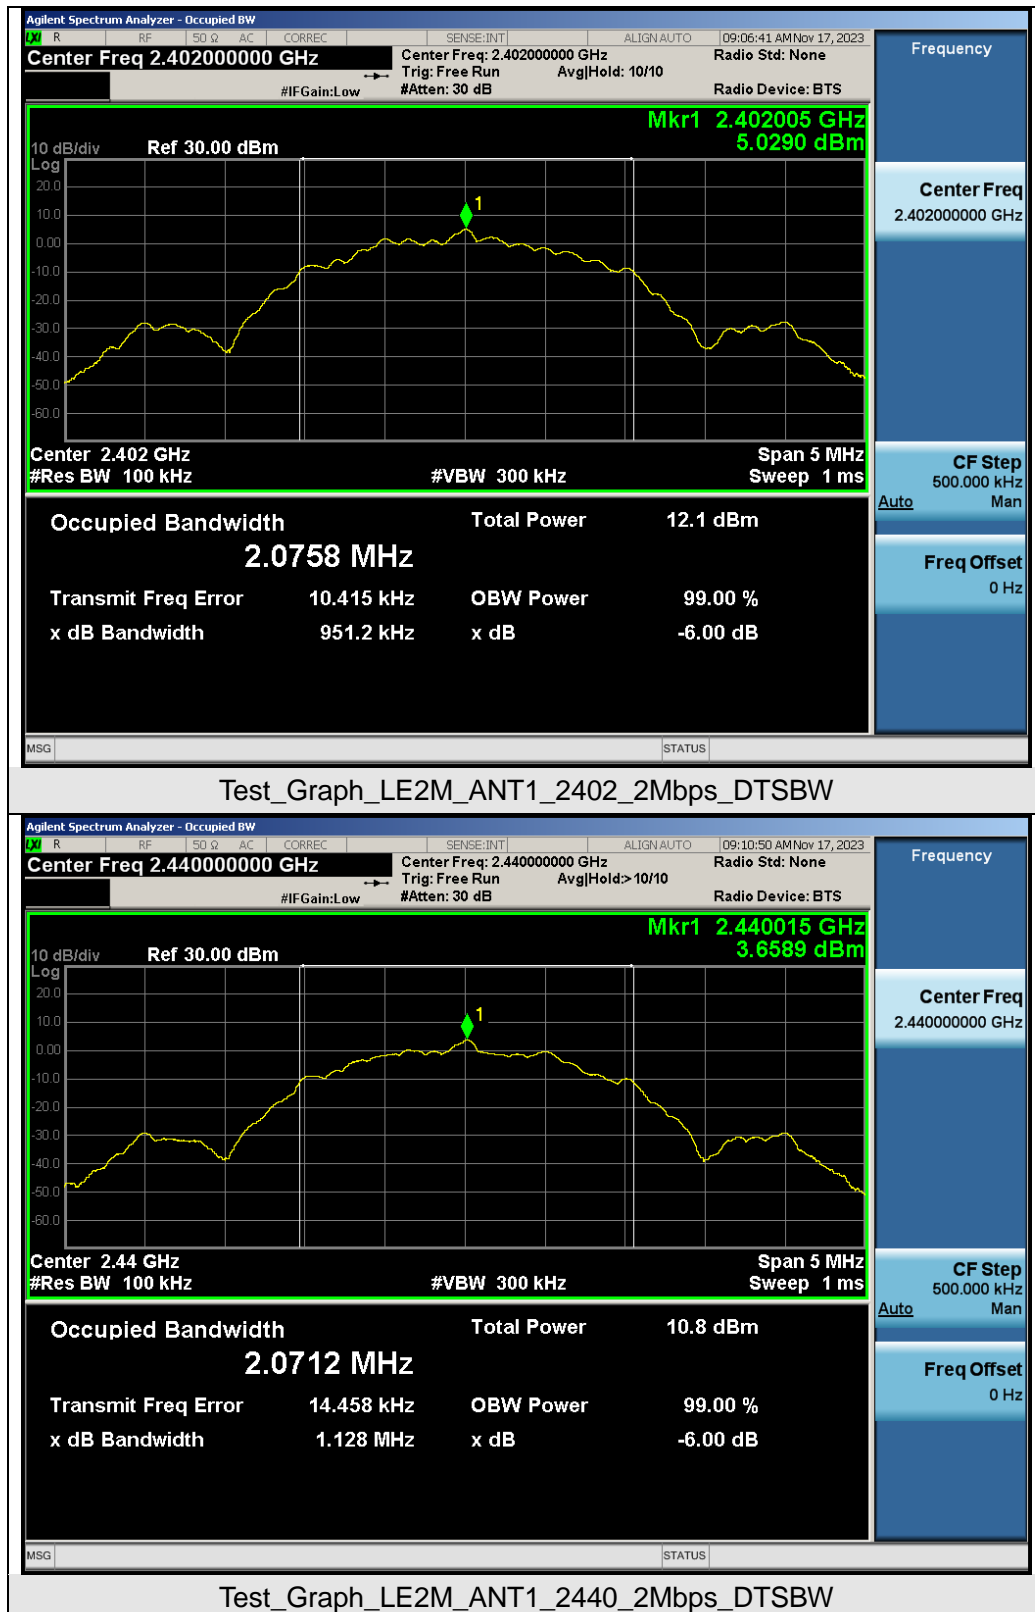 Agilent Spectrum Analyzer - Occupied BW
LXI R RF 50 Ω AC CORREC SENSE:INT ALIGN AUTO 09:06:41 AM Nov 17, 2023
Center Freq 2.402000000 GHz
Center Freq: 2.402000000 GHz
Radio Std: None
Trig: Free Run Avg|Hold: 10/10
#IFGain:Low
#Atten: 30 dB
Radio Device: BTS
Frequency
Mkr1 2.402005 GHz
5.0290 dBm
10 dB/div Ref 30.00 dBm
Log
20.0
10.0
0.00
-10.0
-20.0
-30.0
-40.0
-50.0
-60.0
1
Center 2.402 GHz
Span 5 MHz
#Res BW 100 kHz
#VBW 300 kHz
Sweep 1 ms
Center Freq
2.402000000 GHz
CF Step
500.000 kHz
Auto Man
Freq Offset
0 Hz
Occupied Bandwidth
2.0758 MHz
Total Power 12.1 dBm
Transmit Freq Error 10.415 kHz
OBW Power 99.00 %
x dB Bandwidth 951.2 kHz
x dB -6.00 dB
MSG
STATUS
Test_Graph_LE2M_ANT1_2402_2Mbps_DTSBW
Agilent Spectrum Analyzer - Occupied BW
LXI R RF 50 Ω AC CORREC SENSE:INT ALIGN AUTO 09:10:50 AM Nov 17, 2023
Center Freq 2.440000000 GHz
Center Freq: 2.440000000 GHz
Radio Std: None
Trig: Free Run Avg|Hold:>10/10
#IFGain:Low
#Atten: 30 dB
Radio Device: BTS
Frequency
Mkr1 2.440015 GHz
3.6589 dBm
10 dB/div Ref 30.00 dBm
Log
20.0
10.0
0.00
-10.0
-20.0
-30.0
-40.0
-50.0
-60.0
1
Center 2.44 GHz
Span 5 MHz
#Res BW 100 kHz
#VBW 300 kHz
Sweep 1 ms
Center Freq
2.440000000 GHz
CF Step
500.000 kHz
Auto Man
Freq Offset
0 Hz
Occupied Bandwidth
2.0712 MHz
Total Power 10.8 dBm
Transmit Freq Error 14.458 kHz
OBW Power 99.00 %
x dB Bandwidth 1.128 MHz
x dB -6.00 dB
MSG
STATUS
Test_Graph_LE2M_ANT1_2440_2Mbps_DTSBW